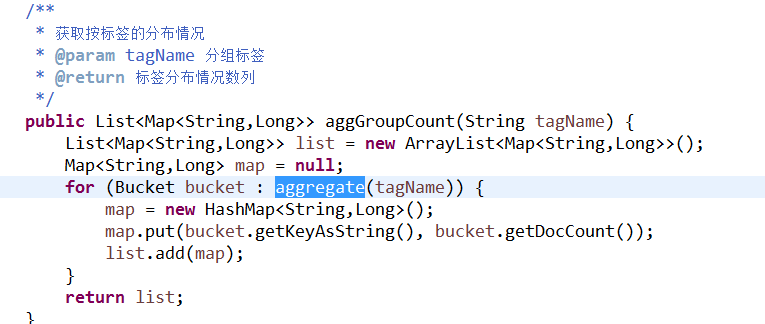 /**
 * 获取按标签的分布情况
 * @param tagName 分组标签
 * @return 标签分布情况数列
 */
public List<Map<String,Long>> aggGroupCount(String tagName) {
    List<Map<String,Long>> list = new ArrayList<Map<String,Long>>();
    Map<String,Long> map = null;
    for (Bucket bucket : aggregate(tagName)) {
        map = new HashMap<String,Long>();
        map.put(bucket.getKeyAsString(), bucket.getDocCount());
        list.add(map);
    }
    return list;
}